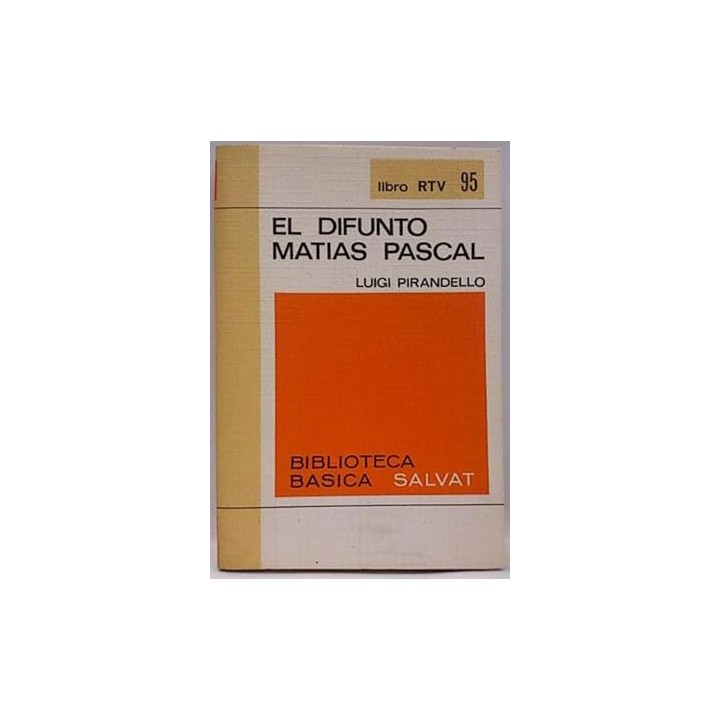 libro RTV 95
EL DIFUNTO
MATIAS PASCAL
LUIGI PIRANDELLO
BIBLIOTECA
BASICA SALVAT